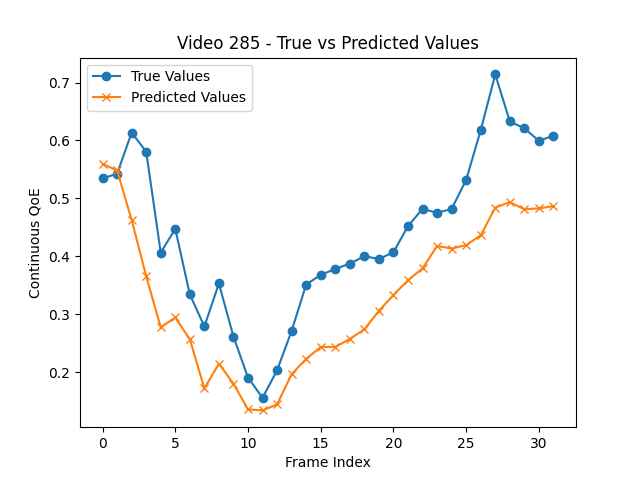 Video 285 - True vs Predicted Values
True Values
Predicted Values
Continuous QoE
0.7
0.6
0.5
0.4
0.3
0.2
0 5 10 15 20 25 30
Frame Index